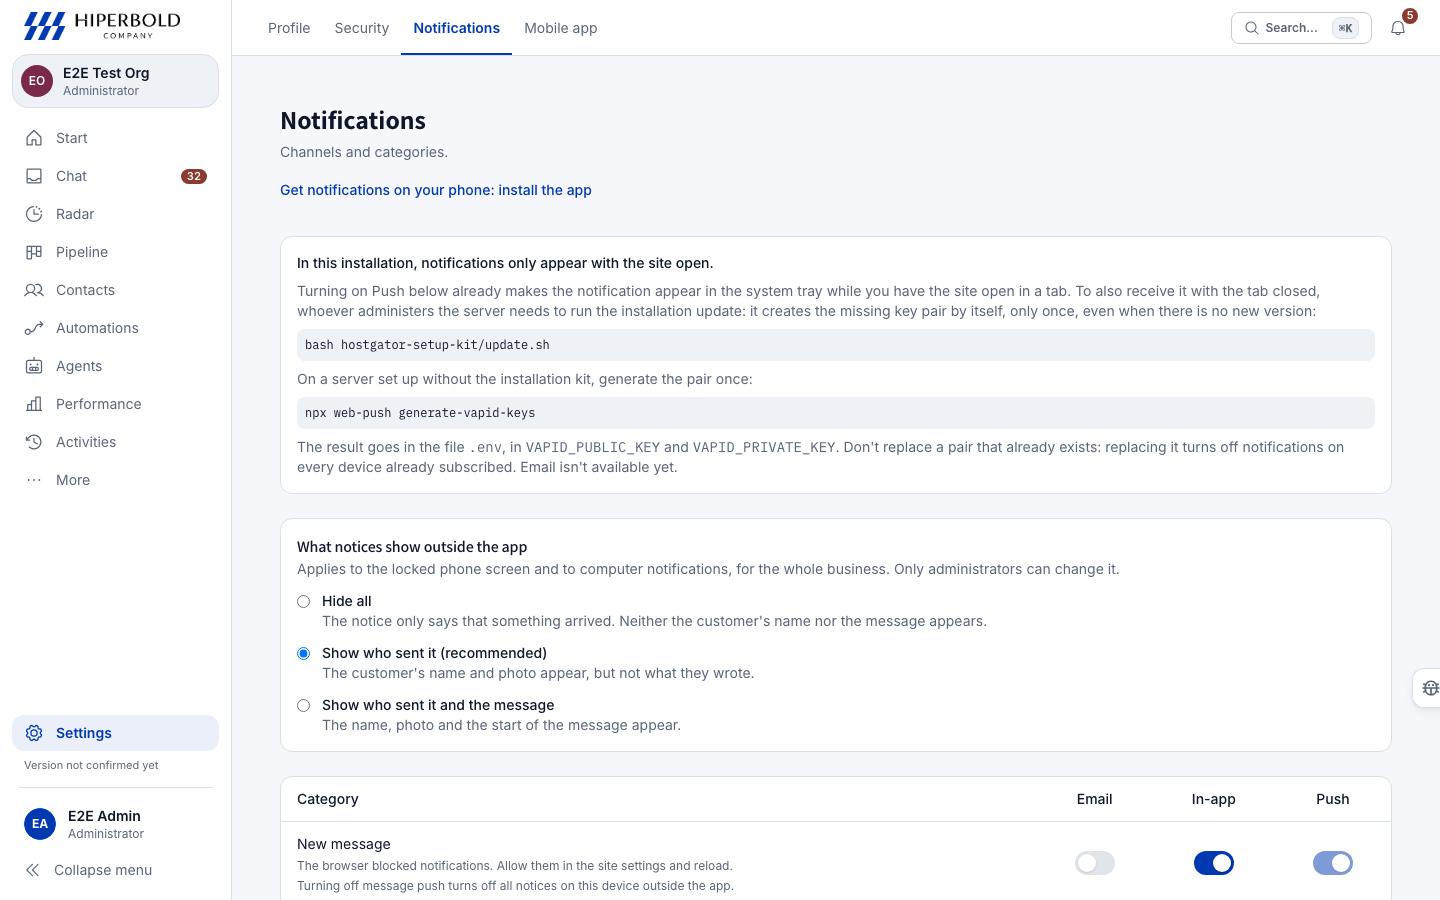 HIPERBOLD
COMPANY
EO
E2E Test Org
Administrator
Start
Chat
32
Radar
Pipeline
Contacts
Automations
Agents
Performance
Activities
More
Settings
Version not confirmed yet
EA
E2E Admin
Administrator
Collapse menu
Profile
Security
Notifications
Mobile app
Search...
⌘K
5
Notifications
Channels and categories.
Get notifications on your phone: install the app
In this installation, notifications only appear with the site open.
Turning on Push below already makes the notification appear in the system tray while you have the site open in a tab. To also receive it with the tab closed,
whoever administers the server needs to run the installation update: it creates the missing key pair by itself, only once, even when there is no new version:
bash hostgator-setup-kit/update.sh
On a server set up without the installation kit, generate the pair once:
npx web-push generate-vapid-keys
The result goes in the file .env, in VAPID_PUBLIC_KEY and VAPID_PRIVATE_KEY. Don't replace a pair that already exists: replacing it turns off notifications on
every device already subscribed. Email isn't available yet.
What notices show outside the app
Applies to the locked phone screen and to computer notifications, for the whole business. Only administrators can change it.
Hide all
The notice only says that something arrived. Neither the customer's name nor the message appears.
Show who sent it (recommended)
The customer's name and photo appear, but not what they wrote.
Show who sent it and the message
The name, photo and the start of the message appear.
Category
Email
In-app
Push
New message
The browser blocked notifications. Allow them in the site settings and reload.
Turning off message push turns off all notices on this device outside the app.